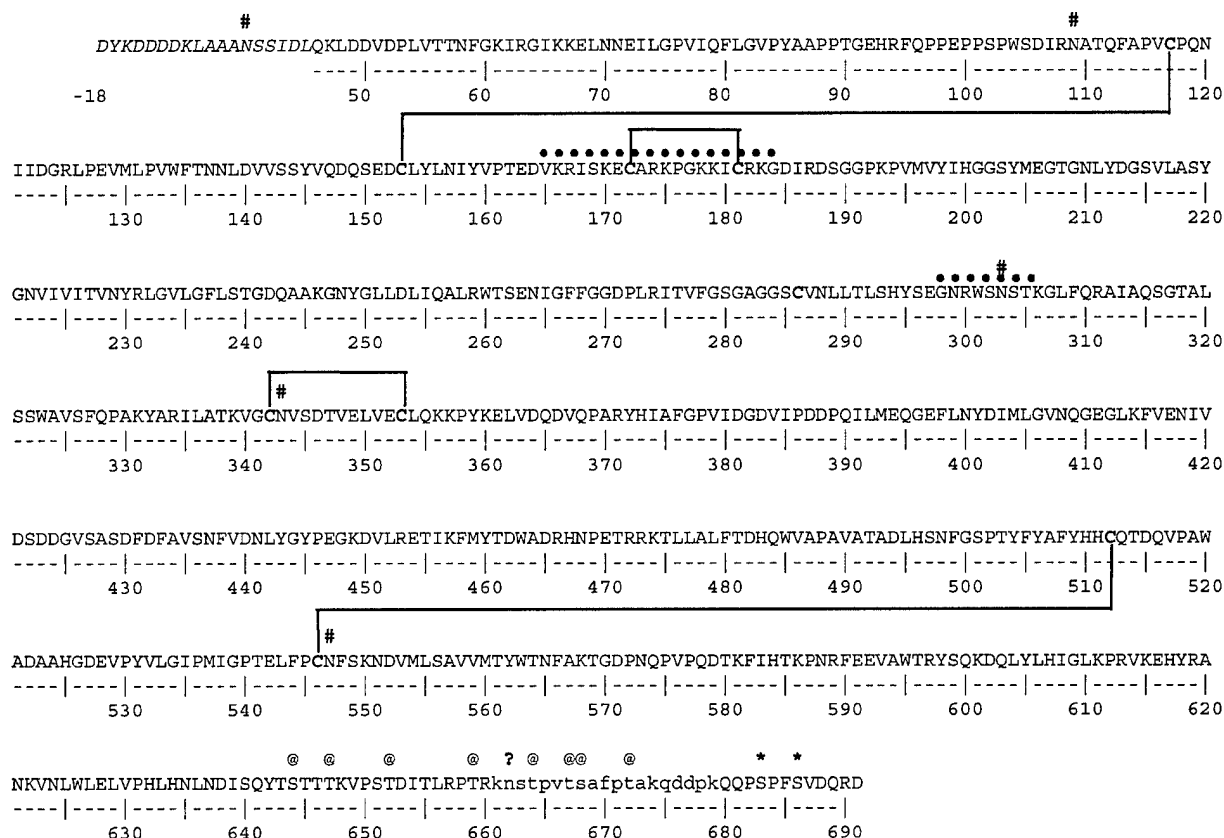 # #
DYKDDDDKLAAANSSIDLQKLDDVDPLVTTNFGKIRGIKKELNNEILGPVIQFLGVPYAAPPTGEHRFQPPEPPSPWSDIRNATQFAPVCPQN
-18 50 60 70 80 90 100 110 120
IIDGRLPEVMLPVWFTNNLDVVSSYVQDQSEDCLYLNIYVPTEDVKRISKECARKPGKKICRKGDIRDSGGPKPVMVYIHGGSYMEGTGNLYDGSVLASY
130 140 150 160 170 180 190 200 210 220
#
GNVIVITVNYRLGVLGFLSTGDQAAKGNYGLLDLIQALRWTSENIGFFGGDPLRITVFGSGAGGSCVNLLTLSHYSEGNRWSNSTKGLFQRAIAQSGTAL
230 240 250 260 270 280 290 300 310 320
#
SSWAVSFQPAKYARILATKVGCNVSDTVELVECLQKKPYKELVDQDVQPARYHIAFGPVIDGDVIPDDPQILMEQGEFLNYDIMLGVNQGEGLKFVENIV
330 340 350 360 370 380 390 400 410 420
DSDDGVSASDFDFAVSNFVDNLYGYPEGKDVLRETIKFMYTDWADRHNPETRRKTLLALFTDHQWVAPAVATADLHSNFGSPTYFYAFYHHCQTDQVPAW
430 440 450 460 470 480 490 500 510 520
#
ADAAHGDEVPYVLGIPMIGPTELFPCNFSKNDVMLSAVVMTYWTNFAKTGDPNQPVPQDTKFIHTKPNRFEEVAWTRYSQKDQLYLHIGLKPRVKEHYRA
530 540 550 560 570 580 590 600 610 620
@ @ @ @ ? @ @@ @ * *
NKVNLWLELVPHLHNLNDISQYTSTTTKVPSTDITLRPTRknstpvtsafptakqddpkQQPSPFSVDQRD
630 640 650 660 670 680 690